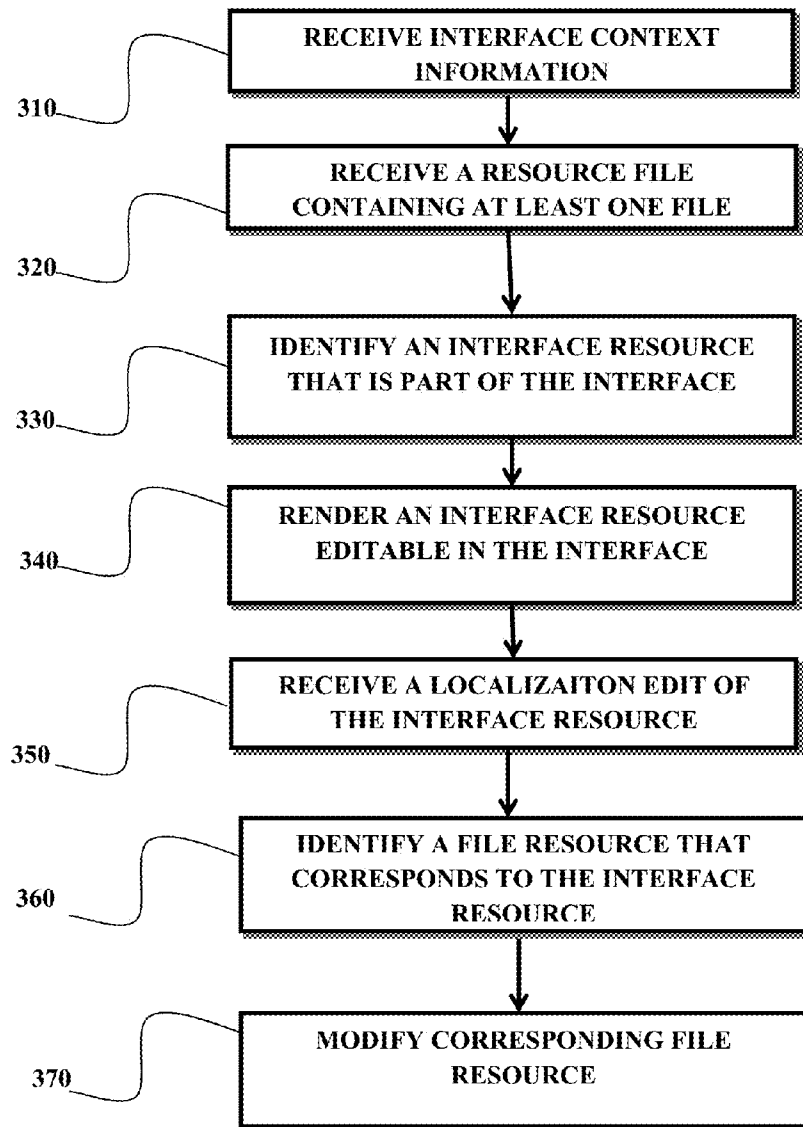 RECEIVE INTERFACE CONTEXT
INFORMATION
310
RECEIVE A RESOURCE FILE
CONTAINING AT LEAST ONE FILE
320
IDENTIFY AN INTERFACE RESOURCE
THAT IS PART OF THE INTERFACE
330
RENDER AN INTERFACE RESOURCE
EDITABLE IN THE INTERFACE
340
RECEIVE A LOCALIZAITON EDIT OF
THE INTERFACE RESOURCE
350
IDENTIFY A FILE RESOURCE THAT
CORRESPONDS TO THE INTERFACE
RESOURCE
360
MODIFY CORRESPONDING FILE
RESOURCE
370